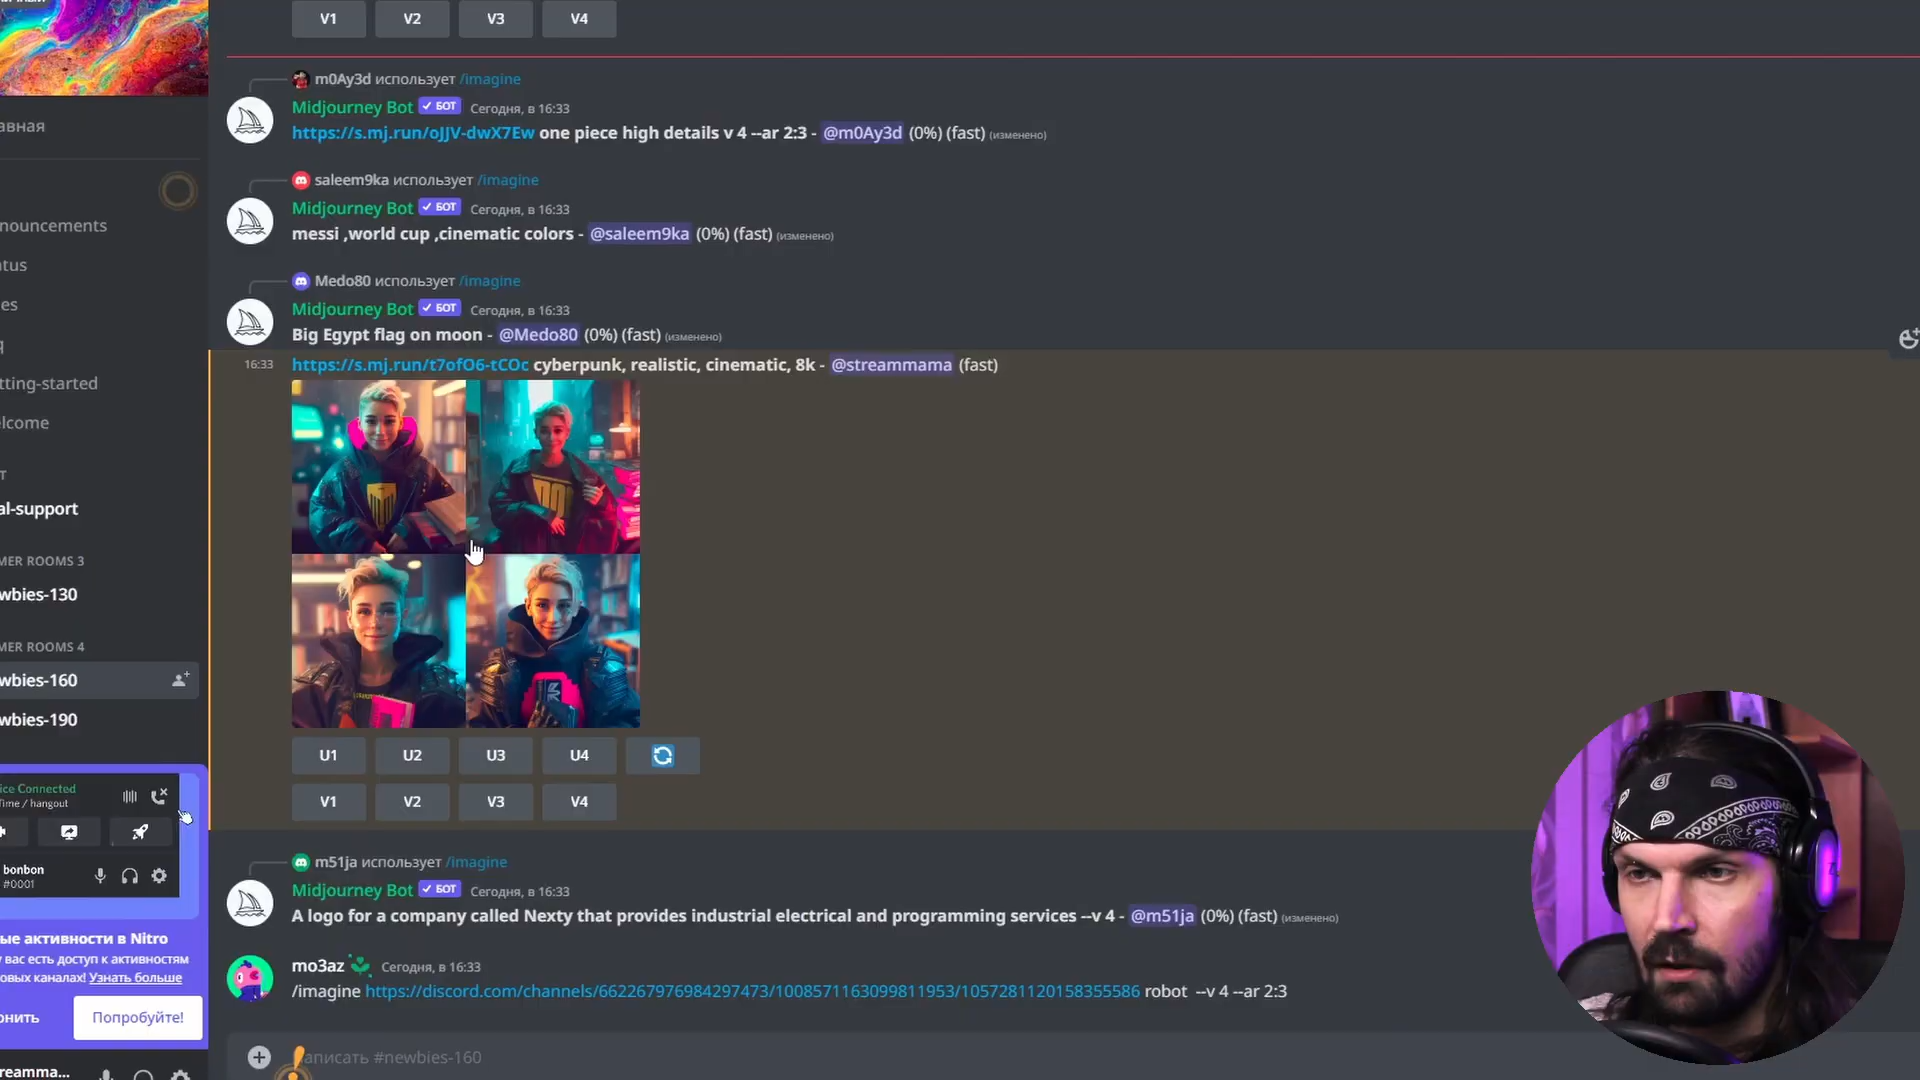 V1 V2 V3 V4
m0Ay3d использует /imagine
Midjourney Bot ✓ БОТ Сегодня, в 16:33
https://s.mj.run/oJJV-dwX7Ew one piece high details v 4 --ar 2:3 - @m0Ay3d (0%) (fast) (изменено)
saleem9ka использует /imagine
Midjourney Bot ✓ БОТ Сегодня, в 16:33
messi ,world cup ,cinematic colors - @saleem9ka (0%) (fast) (изменено)
Medo80 использует /imagine
Midjourney Bot ✓ БОТ Сегодня, в 16:33
Big Egypt flag on moon - @Medo80 (0%) (fast) (изменено)
16:33 https://s.mj.run/t7ofO6-tCOc cyberpunk, realistic, cinematic, 8k - @streammama (fast)
U1 U2 U3 U4
V1 V2 V3 V4
m51ja использует /imagine
Midjourney Bot ✓ БОТ Сегодня, в 16:33
A logo for a company called Nexty that provides industrial electrical and programming services --v 4 - @m51ja (0%) (fast) (изменено)
mo3az Сегодня, в 16:33
/imagine https://discord.com/channels/662267976984297473/1008571163099811953/1057281120158355586 robot --v 4 --ar 2:3
аписать #newbies-160
авная
nouncements
atus
es
q
tting-started
elcome
т
al-support
MER ROOMS 3
wbies-130
MER ROOMS 4
wbies-160
wbies-190
ice Connected
Time / hangout
bonbon
#0001
ые активности в Nitro
у вас есть доступ к активностям
овых каналах! Узнать больше
онить Попробуйте!
reamma...